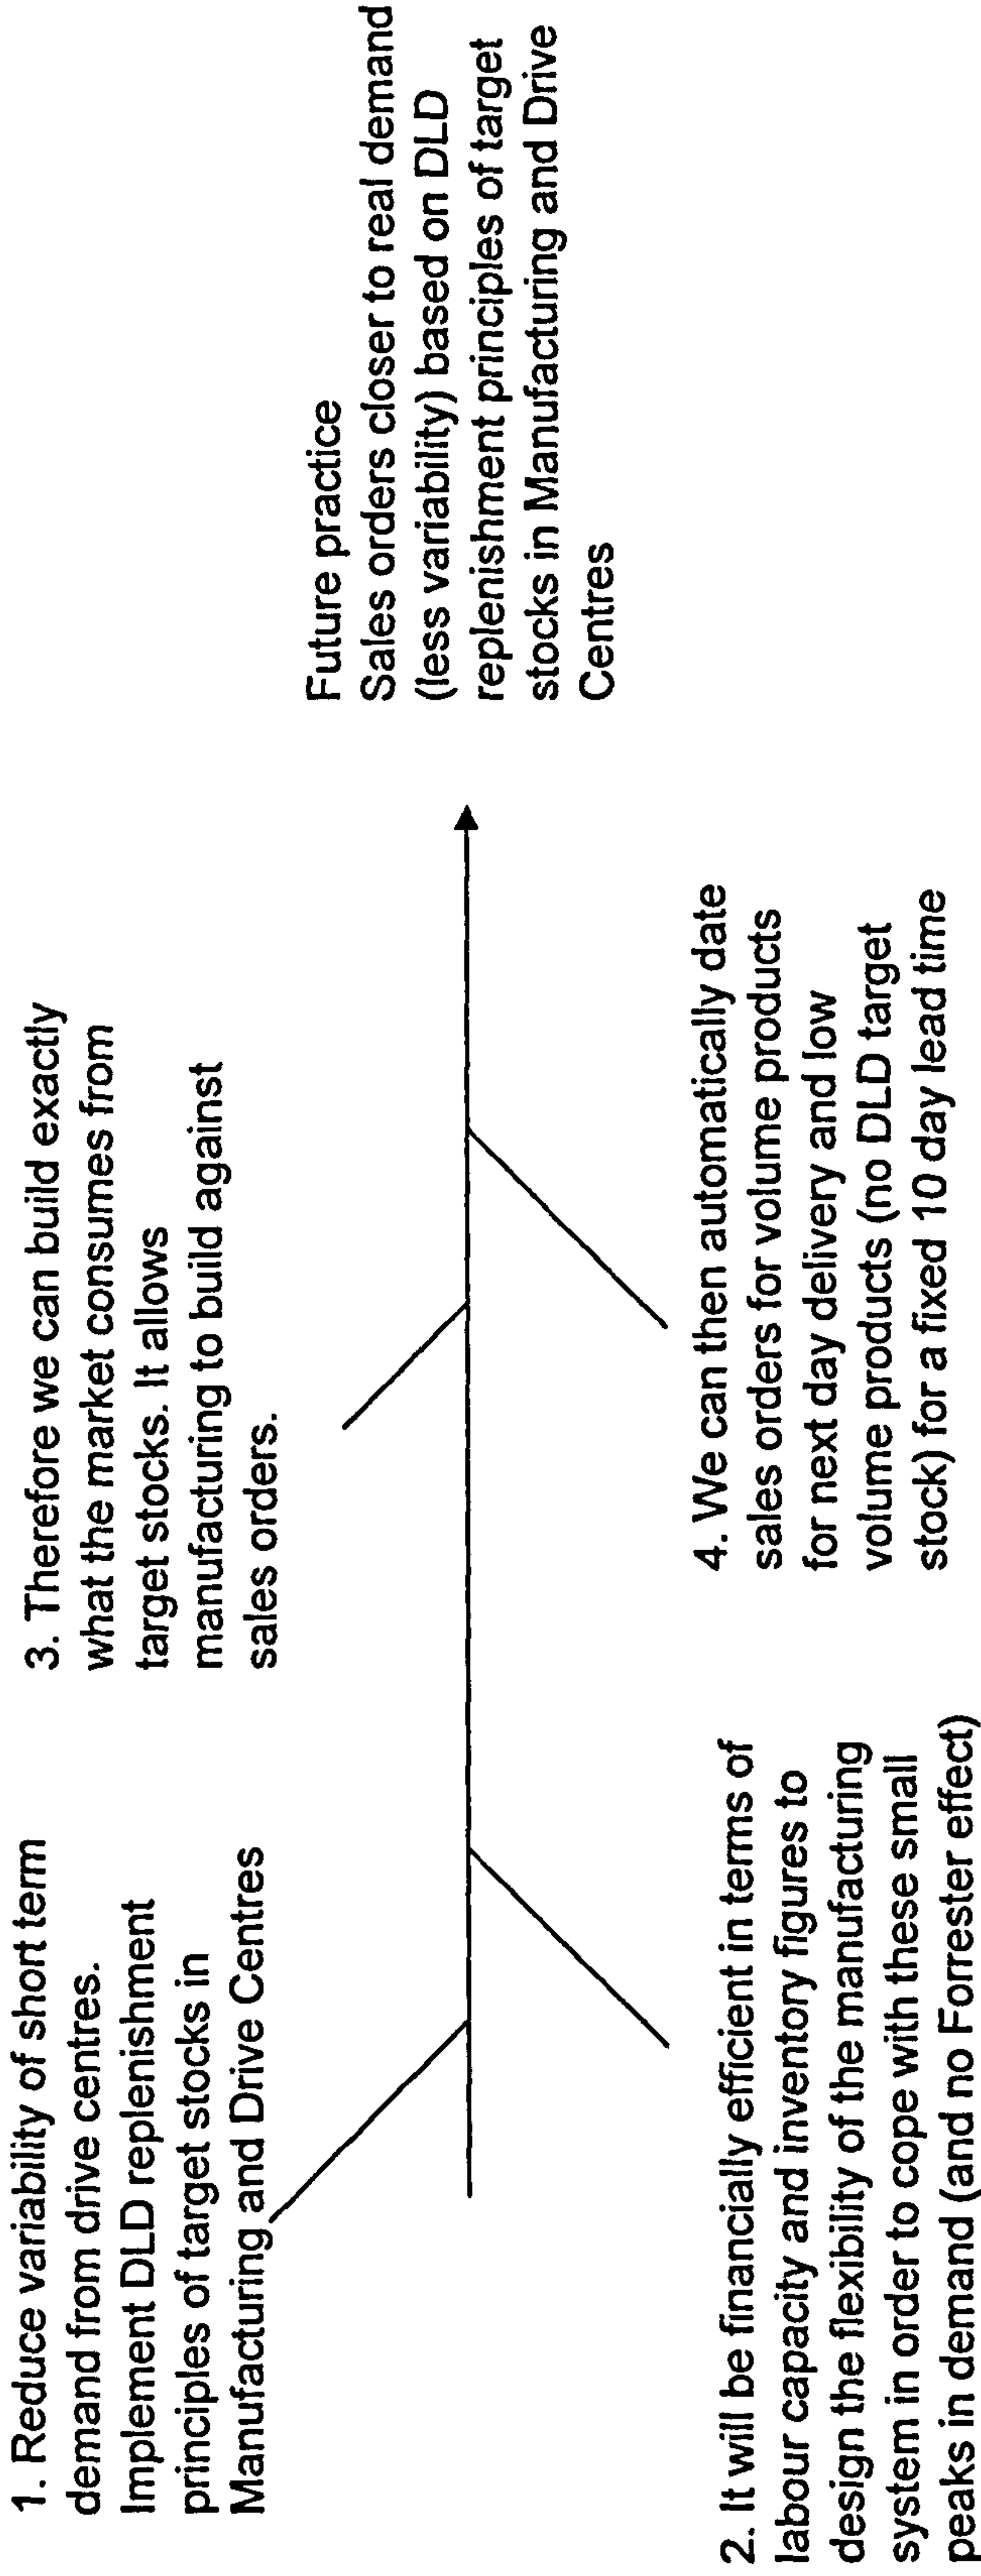 1. Reduce variability of short term
demand from drive centres.
Implement DLD replenishment
principles of target stocks in
Manufacturing and Drive Centres
2. It will be financially efficient in terms of
labour capacity and inventory figures to
design the flexibility of the manufacturing
system in order to cope with these small
peaks in demand (and no Forrester effect)
3. Therefore we can build exactly
what the market consumes from
target stocks. It allows
manufacturing to build against
sales orders.
4. We can then automatically date
sales orders for volume products
for next day delivery and low
volume products (no DLD target
stock) for a fixed 10 day lead time
Future practice
Sales orders closer to real demand
(less variability) based on DLD
replenishment principles of target
stocks in Manufacturing and Drive
Centres